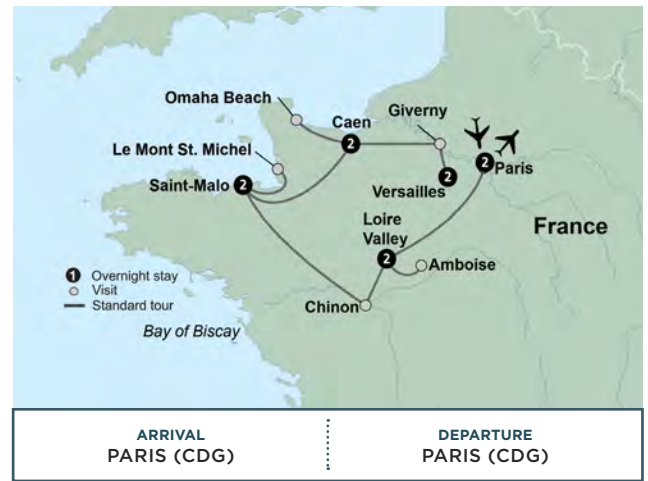 Omaha Beach
Caen
2
Giverny
Le Mont St. Michel
2
Paris
Saint-Malo
2
Versailles
2
Loire
Valley
2
France
Amboise
1 Overnight stay
Visit
Standard tour
Chinon
Bay of Biscay
ARRIVAL
PARIS (CDG)
DEPARTURE
PARIS (CDG)